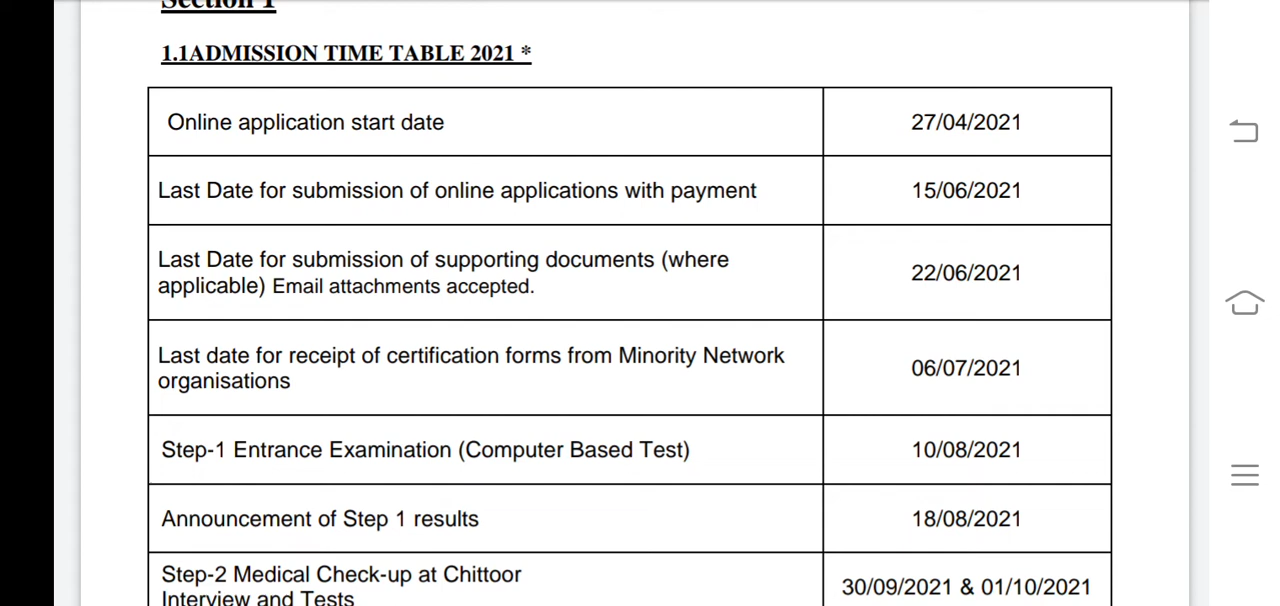 Section 1
1.1ADMISSION TIME TABLE 2021 *
Online application start date
27/04/2021
Last Date for submission of online applications with payment
15/06/2021
Last Date for submission of supporting documents (where
applicable) Email attachments accepted.
22/06/2021
Last date for receipt of certification forms from Minority Network
organisations
06/07/2021
Step-1 Entrance Examination (Computer Based Test)
10/08/2021
Announcement of Step 1 results
18/08/2021
Step-2 Medical Check-up at Chittoor
Interview and Tests
30/09/2021 & 01/10/2021